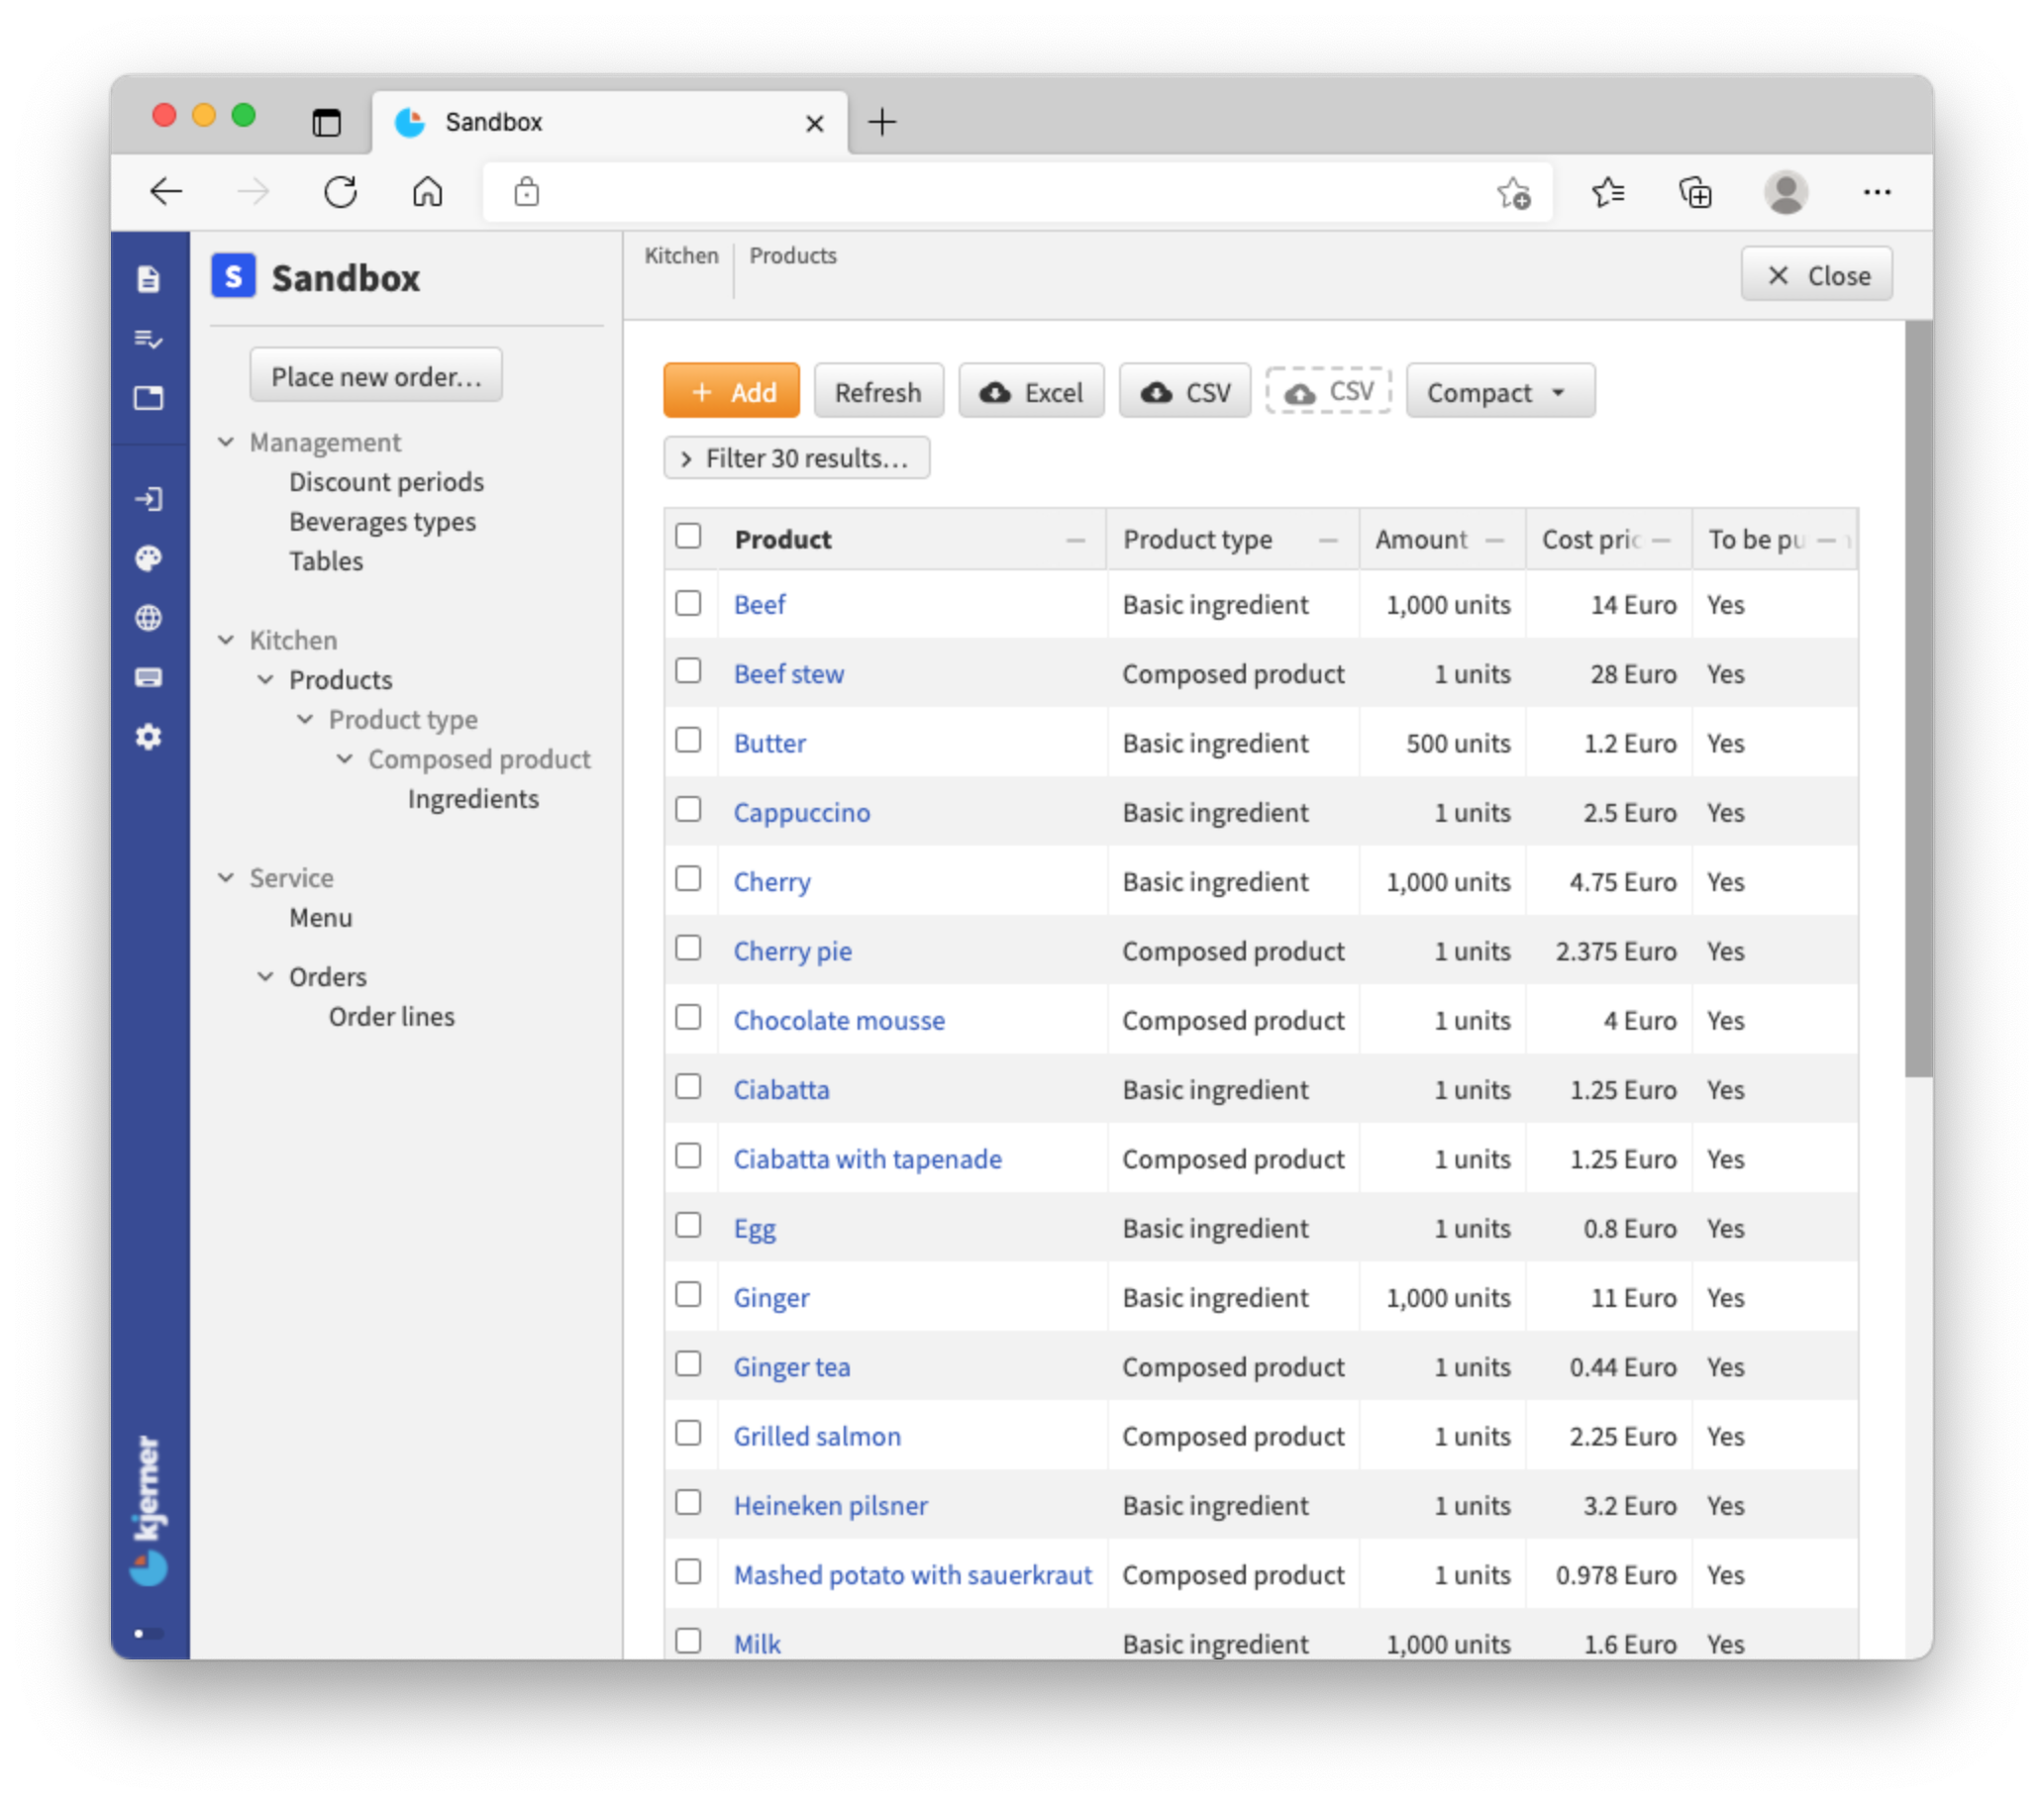 Sandbox
S Sandbox
Place new order...
Management
Discount periods
Beverages types
Tables
Kitchen
Products
Product type
Composed product
Ingredients
Service
Menu
Orders
Order lines
kjerner
Kitchen Products
Close
Add Refresh Excel CSV CSV Compact
Filter 30 results...
Product Product type Amount Cost pric To be pu
Beef Basic ingredient 1,000 units 14 Euro Yes
Beef stew Composed product 1 units 28 Euro Yes
Butter Basic ingredient 500 units 1.2 Euro Yes
Cappuccino Basic ingredient 1 units 2.5 Euro Yes
Cherry Basic ingredient 1,000 units 4.75 Euro Yes
Cherry pie Composed product 1 units 2.375 Euro Yes
Chocolate mousse Composed product 1 units 4 Euro Yes
Ciabatta Basic ingredient 1 units 1.25 Euro Yes
Ciabatta with tapenade Composed product 1 units 1.25 Euro Yes
Egg Basic ingredient 1 units 0.8 Euro Yes
Ginger Basic ingredient 1,000 units 11 Euro Yes
Ginger tea Composed product 1 units 0.44 Euro Yes
Grilled salmon Composed product 1 units 2.25 Euro Yes
Heineken pilsner Basic ingredient 1 units 3.2 Euro Yes
Mashed potato with sauerkraut Composed product 1 units 0.978 Euro Yes
Milk Basic ingredient 1,000 units 1.6 Euro Yes